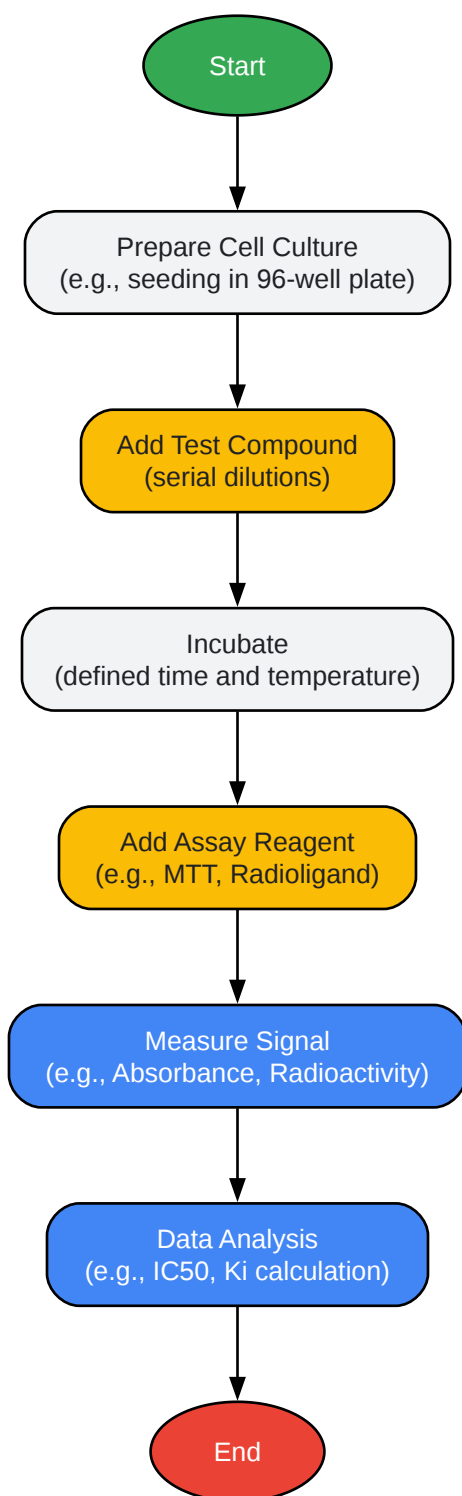 Start
Prepare Cell Culture
(e.g., seeding in 96-well plate)
Add Test Compound
(serial dilutions)
Incubate
(defined time and temperature)
Add Assay Reagent
(e.g., MTT, Radioligand)
Measure Signal
(e.g., Absorbance, Radioactivity)
Data Analysis
(e.g., IC50, Ki calculation)
End